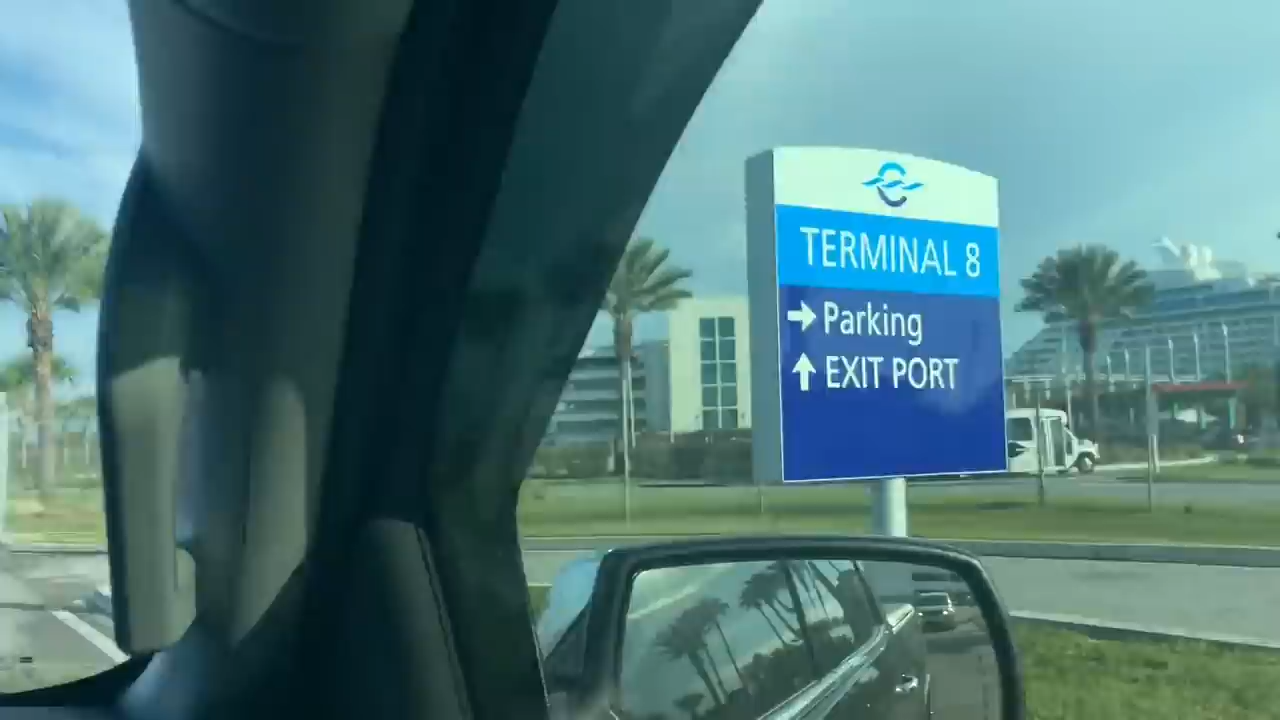 TERMINAL 8
→ Parking
↑ EXIT PORT